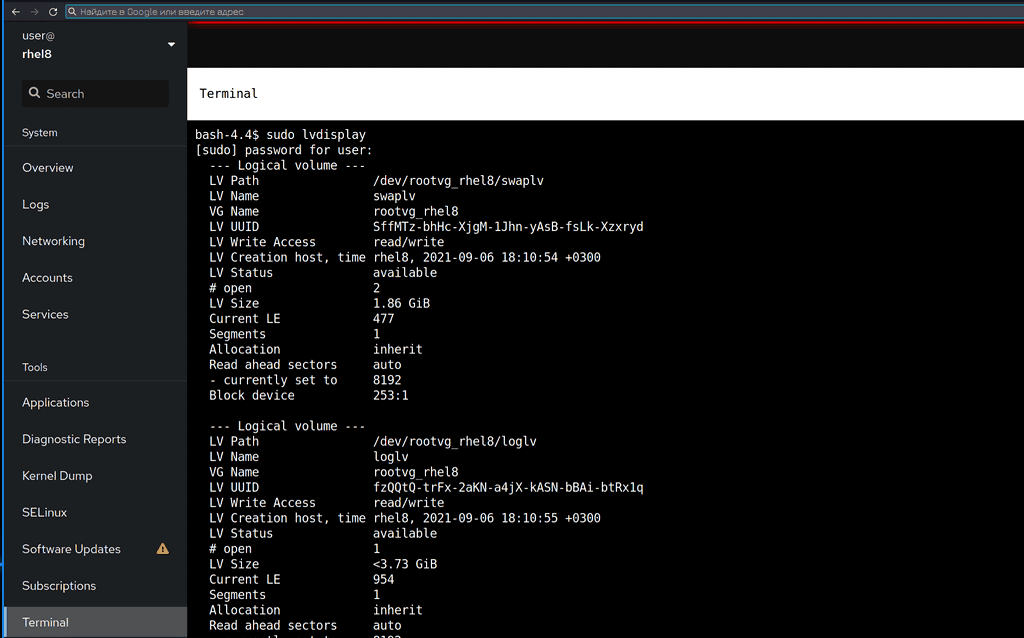 Найдите в Google или введите адрес
user@
rhel8
Search
System
Overview
Logs
Networking
Accounts
Services
Tools
Applications
Diagnostic Reports
Kernel Dump
SELinux
Software Updates
Subscriptions
Terminal
Terminal
bash-4.4$ sudo lvdisplay
[sudo] password for user:
--- Logical volume ---
LV Path                /dev/rootvg_rhel8/swaplv
LV Name                swaplv
VG Name                rootvg_rhel8
LV UUID                SffMTz-bhHc-XjgM-1Jhn-yAsB-fsLk-Xzxryd
LV Write Access        read/write
LV Creation host, time rhel8, 2021-09-06 18:10:54 +0300
LV Status              available
# open                 2
LV Size                1.86 GiB
Current LE             477
Segments               1
Allocation             inherit
Read ahead sectors     auto
- currently set to     8192
Block device           253:1
--- Logical volume ---
LV Path                /dev/rootvg_rhel8/loglv
LV Name                loglv
VG Name                rootvg_rhel8
LV UUID                fzQQtQ-trFx-2aKN-a4jX-kASN-bBAi-btRx1q
LV Write Access        read/write
LV Creation host, time rhel8, 2021-09-06 18:10:55 +0300
LV Status              available
# open                 1
LV Size                <3.73 GiB
Current LE             954
Segments               1
Allocation             inherit
Read ahead sectors     auto